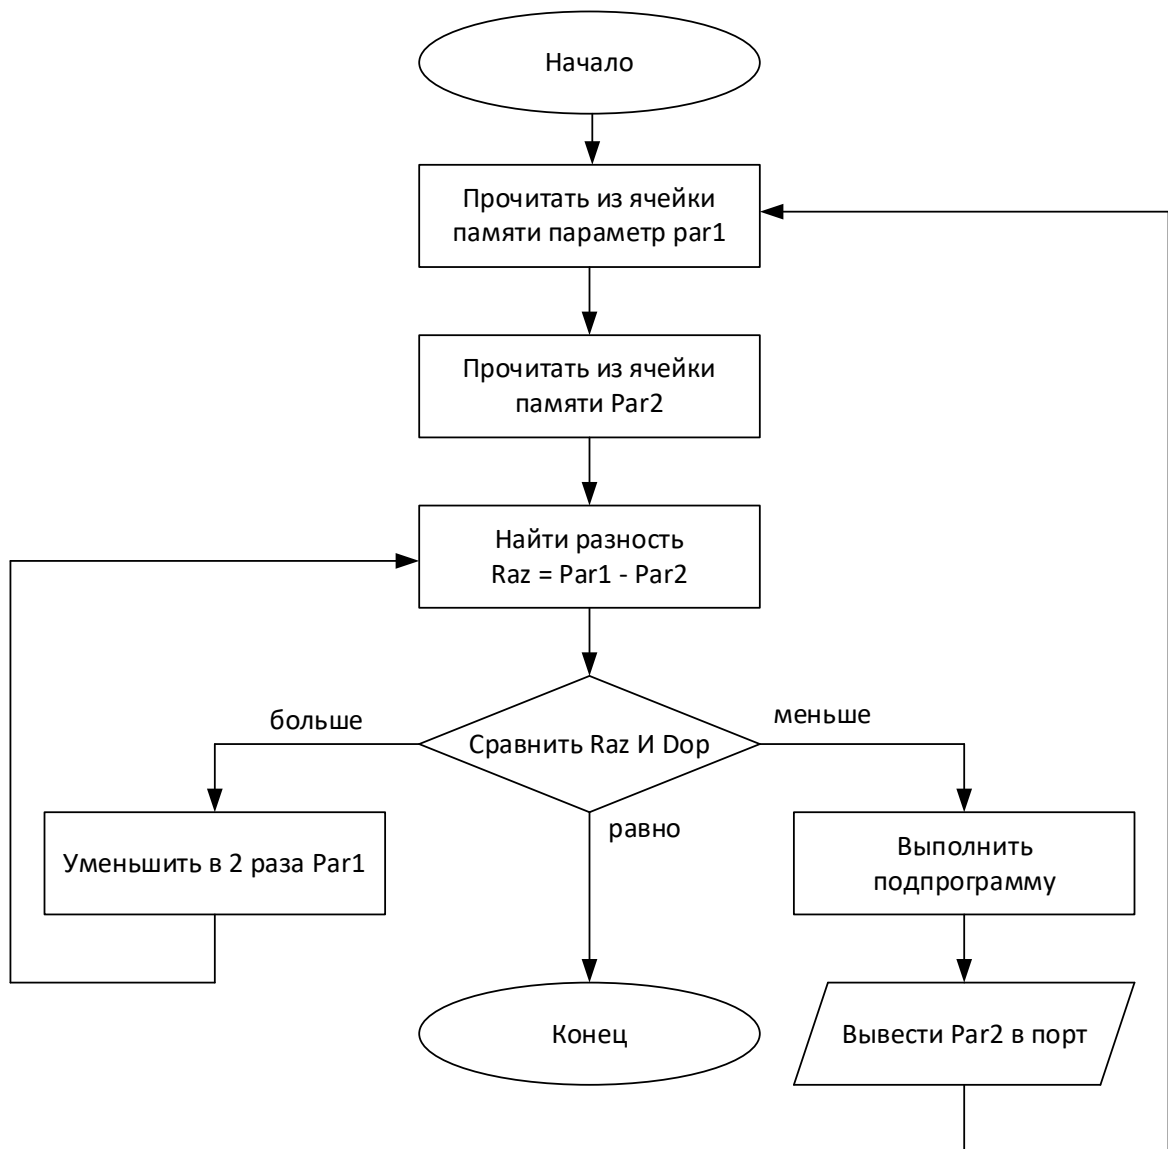 Начало
Прочитать из ячейки
памяти параметр par1
Прочитать из ячейки
памяти Par2
Найти разность
Raz = Par1 - Par2
больше
меньше
Сравнить Raz И Dop
равно
Уменьшить в 2 раза Par1
Выполнить
подпрограмму
Конец
Вывести Par2 в порт